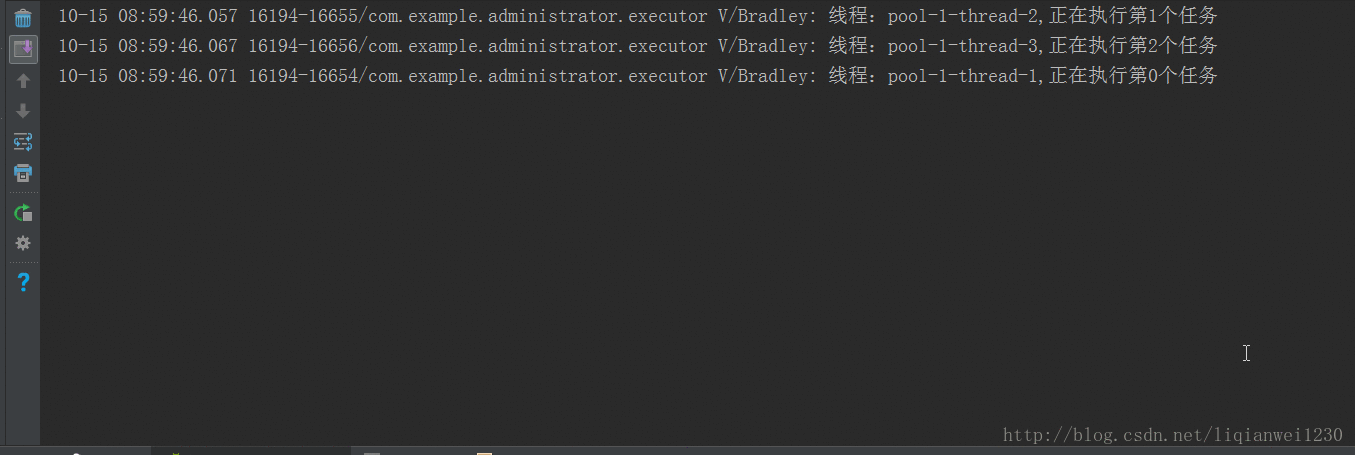 10-15 08:59:46.057 16194-16655/com.example.administrator.executor V/Bradley: 线程：pool-1-thread-2,正在执行第1个任务
10-15 08:59:46.067 16194-16656/com.example.administrator.executor V/Bradley: 线程：pool-1-thread-3,正在执行第2个任务
10-15 08:59:46.071 16194-16654/com.example.administrator.executor V/Bradley: 线程：pool-1-thread-1,正在执行第0个任务
http://blog.csdn.net/liqianwei1230